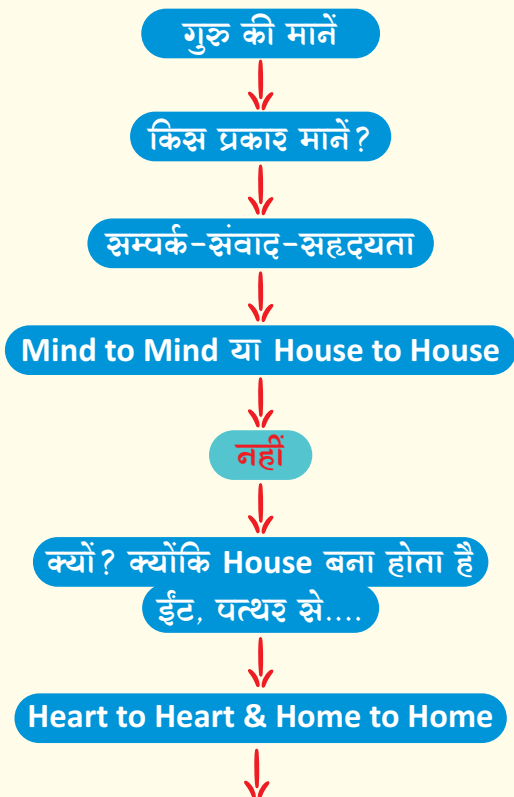 गुरु की मानें
किस प्रकार मानें?
सम्पर्क-संवाद-सहृदयता
Mind to Mind या House to House
नहीं
क्यों? क्योंकि House बना होता है
ईंट, पत्थर से....
Heart to Heart & Home to Home